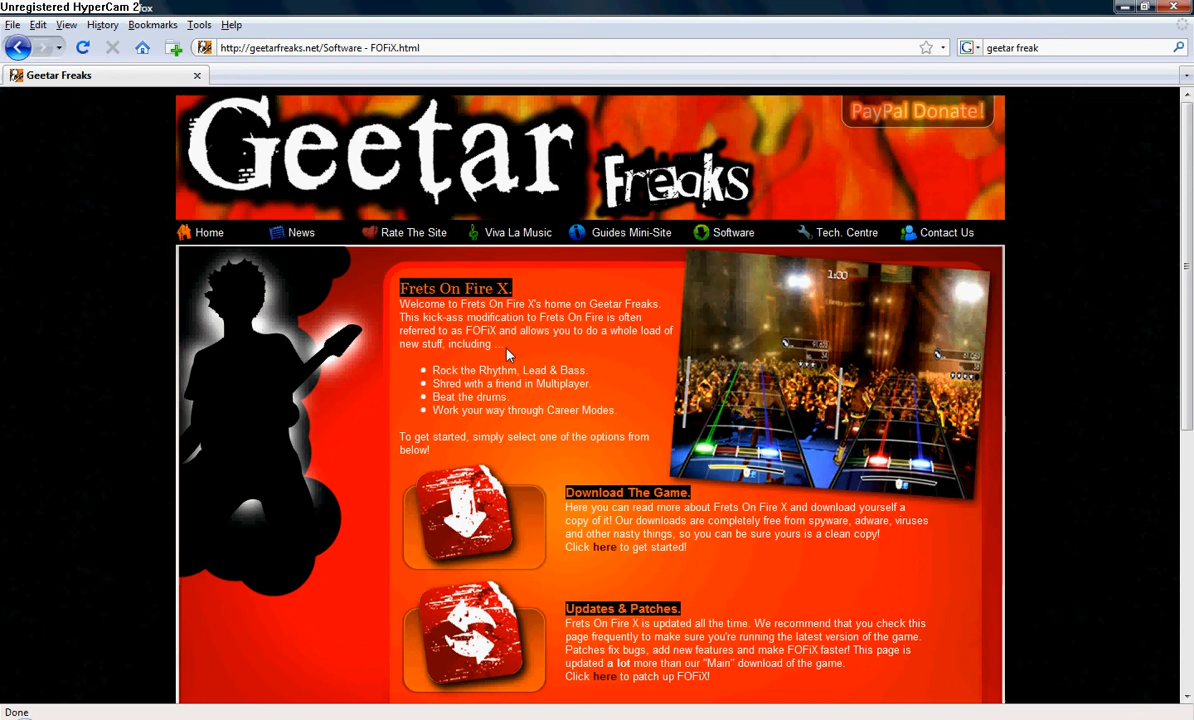 Unregistered HyperCam 2
fox
File Edit View History Bookmarks Tools Help
http://geetarfreaks.net/Software - FOFiX.html
G
geetar freak
Geetar Freaks
Geetar Freaks
PayPal Donate!
Home News Rate The Site Viva La Music Guides Mini-Site Software Tech. Centre Contact Us
1:00
Frets On Fire X.
Welcome to Frets On Fire X's home on Geetar Freaks.
This kick-ass modification to Frets On Fire is often
referred to as FOFiX and allows you to do a whole load of
new stuff, including ...
Rock the Rhythm, Lead & Bass.
Shred with a friend in Multiplayer.
Beat the drums.
Work your way through Career Modes.
To get started, simply select one of the options from
below!
Download The Game.
Here you can read more about Frets On Fire X and download yourself a
copy of it! Our downloads are completely free from spyware, adware, viruses
and other nasty things, so you can be sure yours is a clean copy!
Click here to get started!
Updates & Patches.
Frets On Fire X is updated all the time. We recommend that you check this
page frequently to make sure you're running the latest version of the game.
Patches fix bugs, add new features and make FOFiX faster! This page is
updated a lot more than our "Main" download of the game.
Click here to patch up FOFiX!
Done